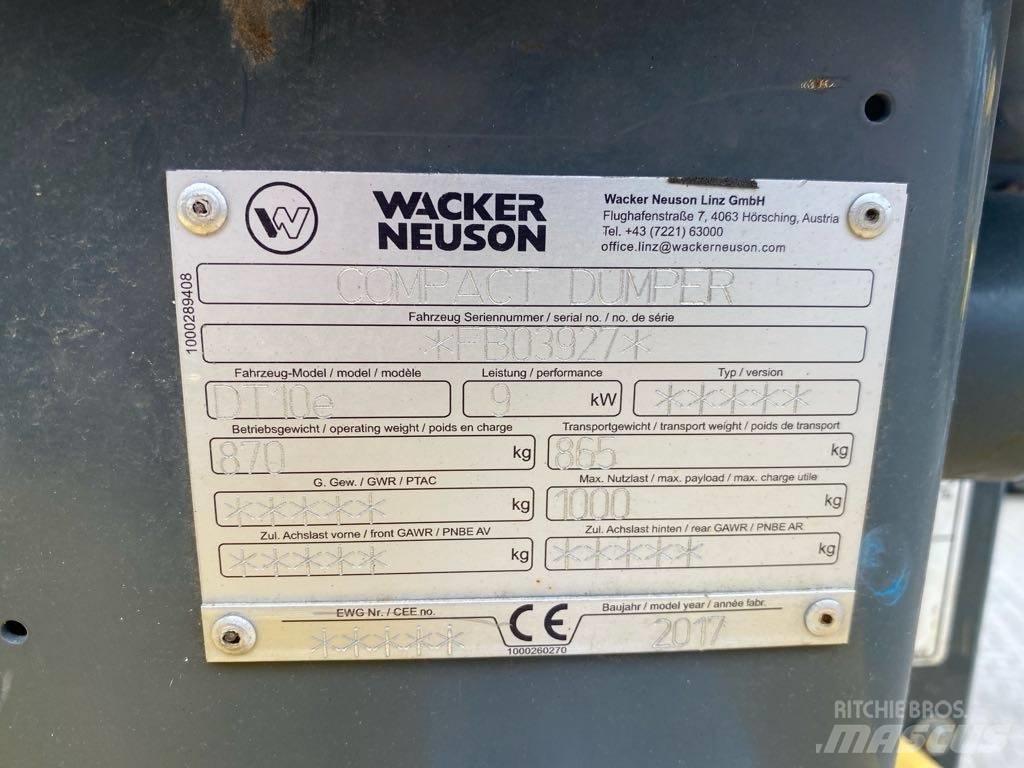 W
WACKER
NEUSON
Wacker Neuson Linz GmbH
Flughafenstraße 7, 4063 Hörsching, Austria
Tel. +43 (7221) 63000
office.linz@wackerneuson.com
1000289408
COMPACT DUMPER
Fahrzeug Seriennummer / serial no. / no. de série
*FB03927*
Fahrzeug-Model / model / modèle
DT10e
Leistung / performance
9 kW
Typ / version
*****
Betriebsgewicht / operating weight / poids en charge
870 kg
Transportgewicht / transport weight / poids de transport
865 kg
G. Gew. / GWR / PTAC
***** kg
Max. Nutzlast / max. payload / max. charge utile
1000 kg
Zul. Achslast vorne / front GAWR / PNBE AV
***** kg
Zul. Achslast hinten / rear GAWR / PNBE AR
***** kg
EWG Nr. / CEE no.
*****
CE
1000260270
Baujahr / model year / année fabr.
2017
RITCHIE BROS.
MASCUS